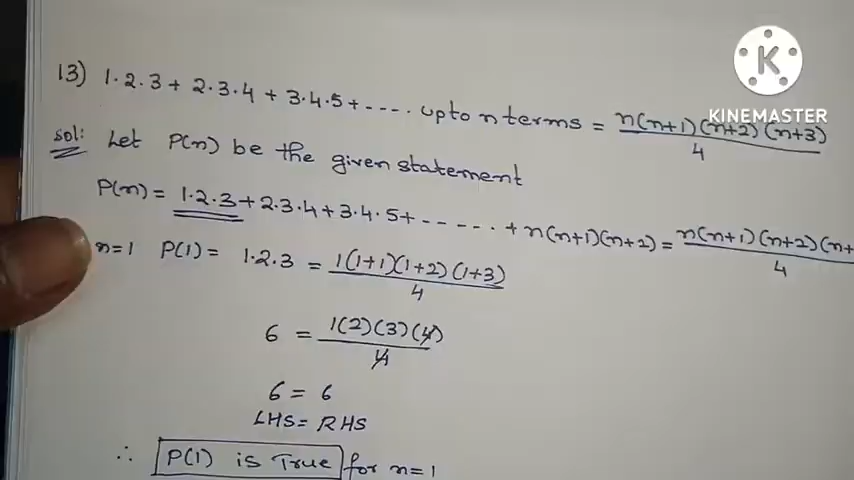 KINEMASTER
13) 1·2·3 + 2·3·4 + 3·4·5 + ---- upto n terms = n(n+1)(n+2)(n+3)/4
sol: Let P(n) be the given statement
P(n) = 1·2·3 + 2·3·4 + 3·4·5 + ------ + n(n+1)(n+2) = n(n+1)(n+2)(n+/4
n=1 P(1) = 1·2·3 = 1(1+1)(1+2)(1+3)/4
6 = 1(2)(3)(4)/4
6 = 6
LHS = RHS
∴ P(1) is True for n=1